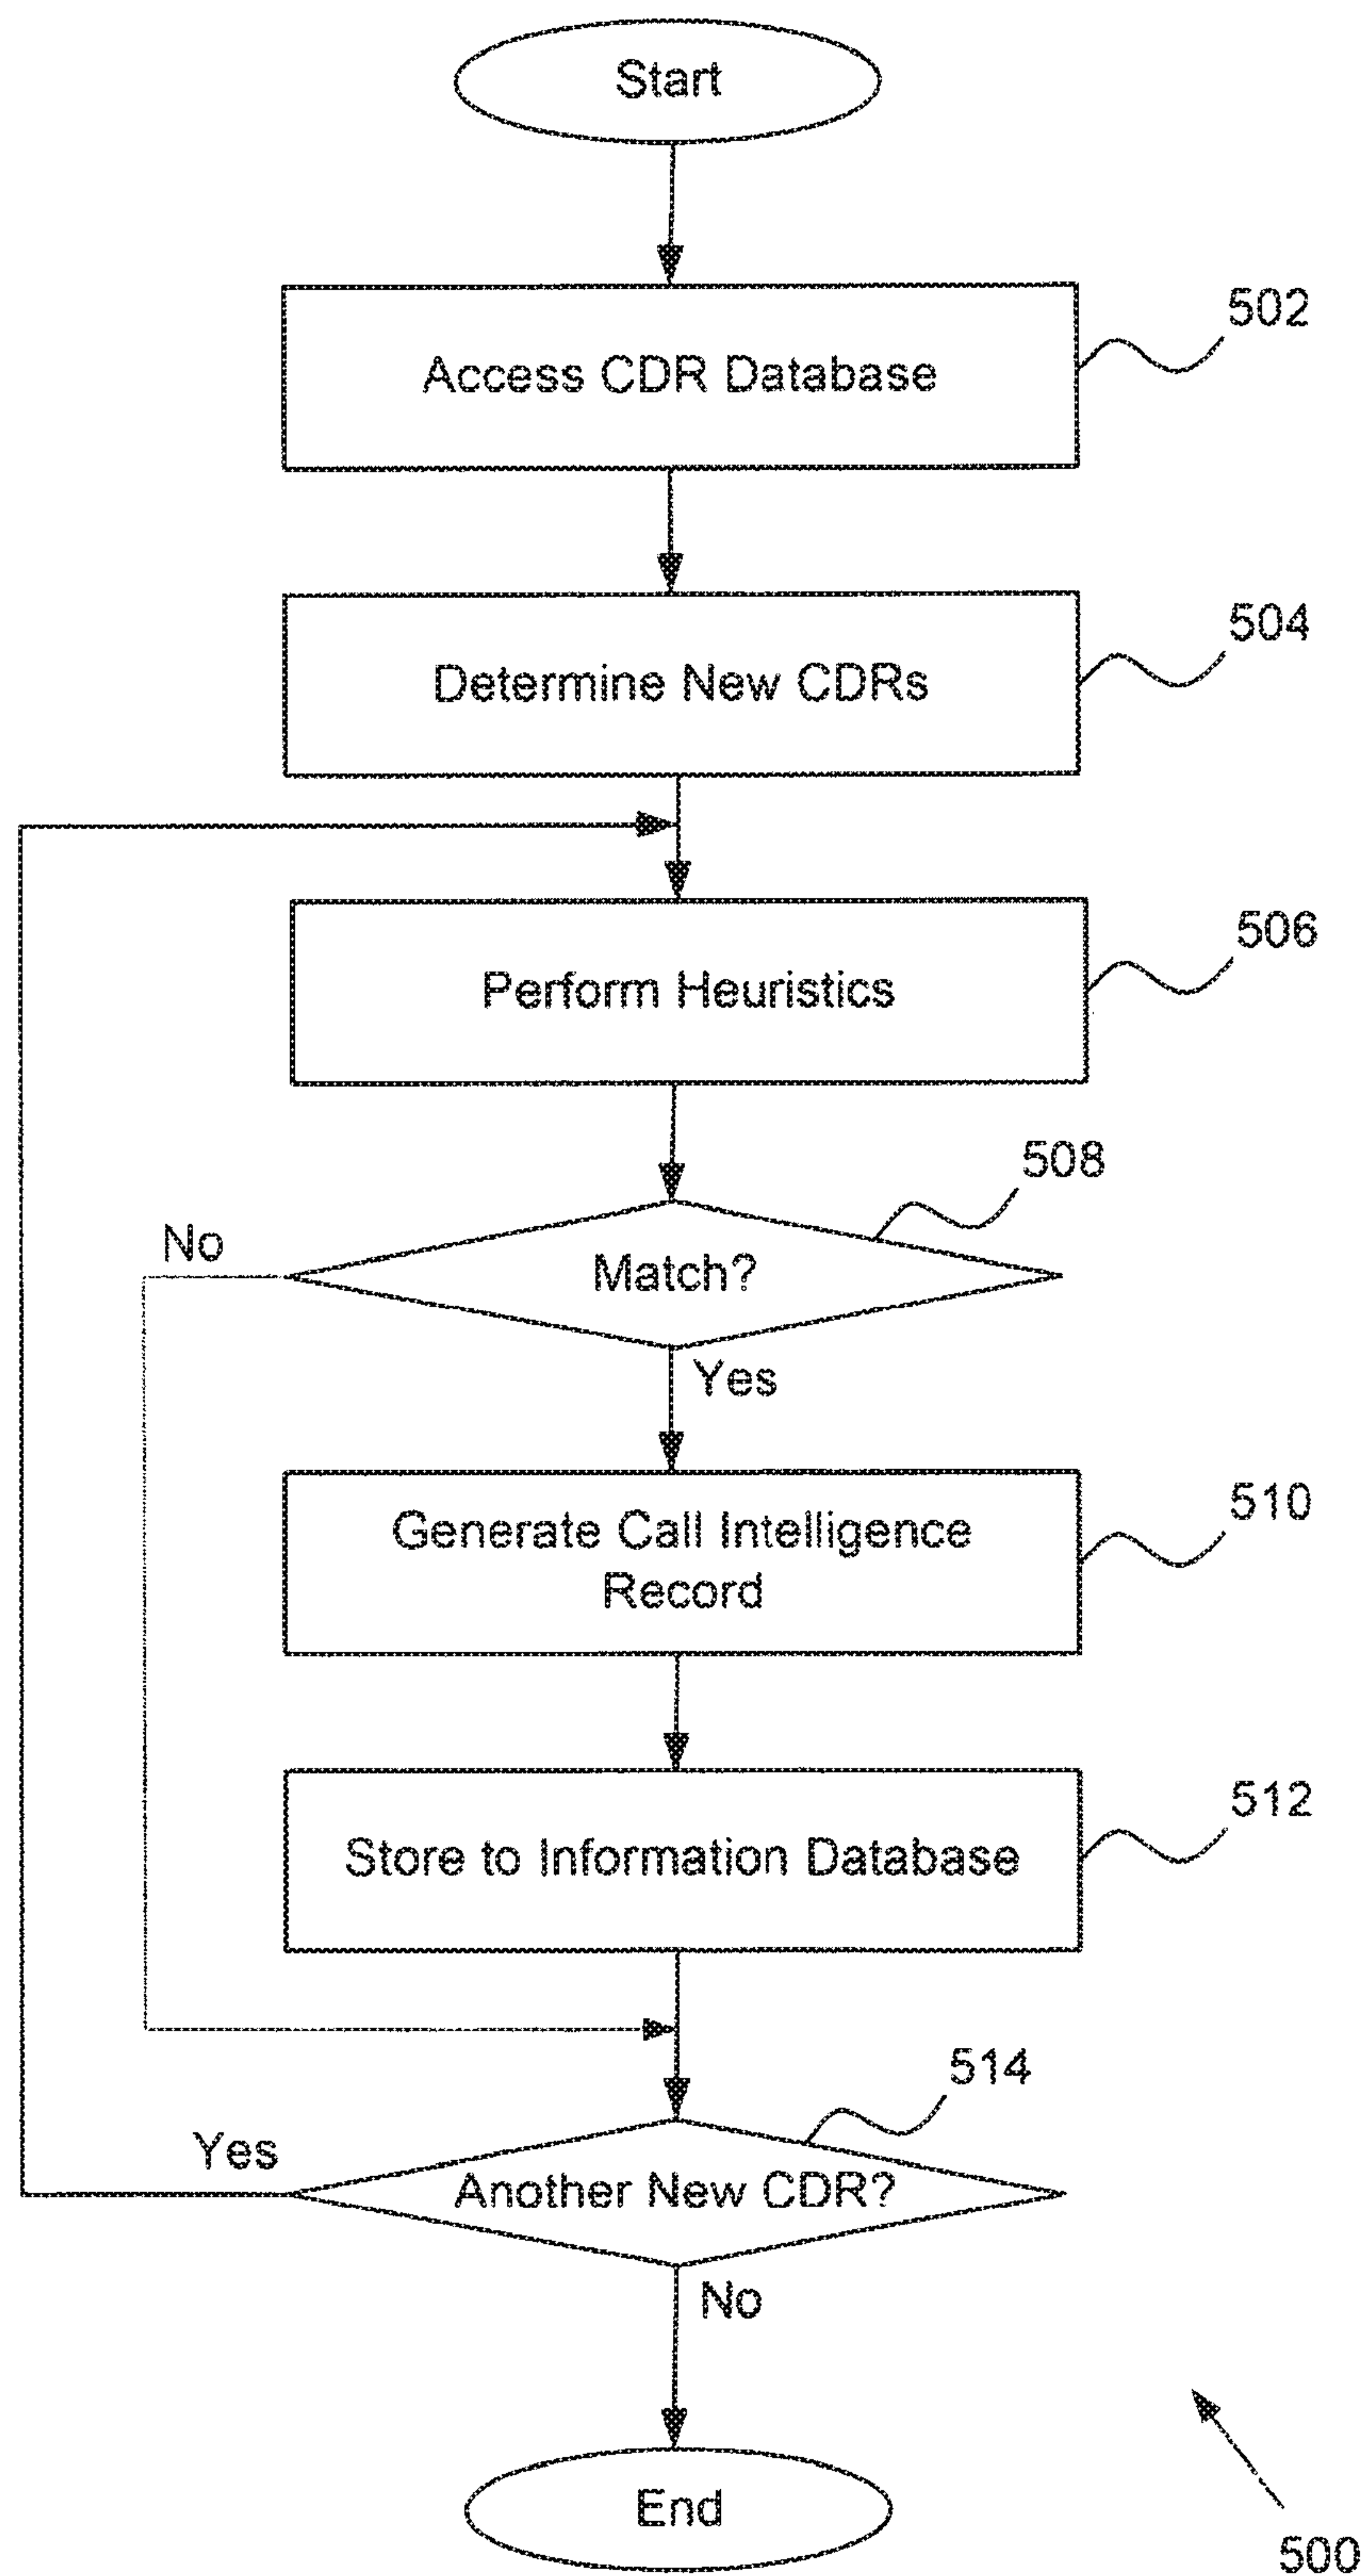 Start
Access CDR Database
502
Determine New CDRs
504
Perform Heuristics
506
508
No
Match?
Yes
Generate Call Intelligence
Record
510
Store to Information Database
512
514
Yes
Another New CDR?
No
End
500